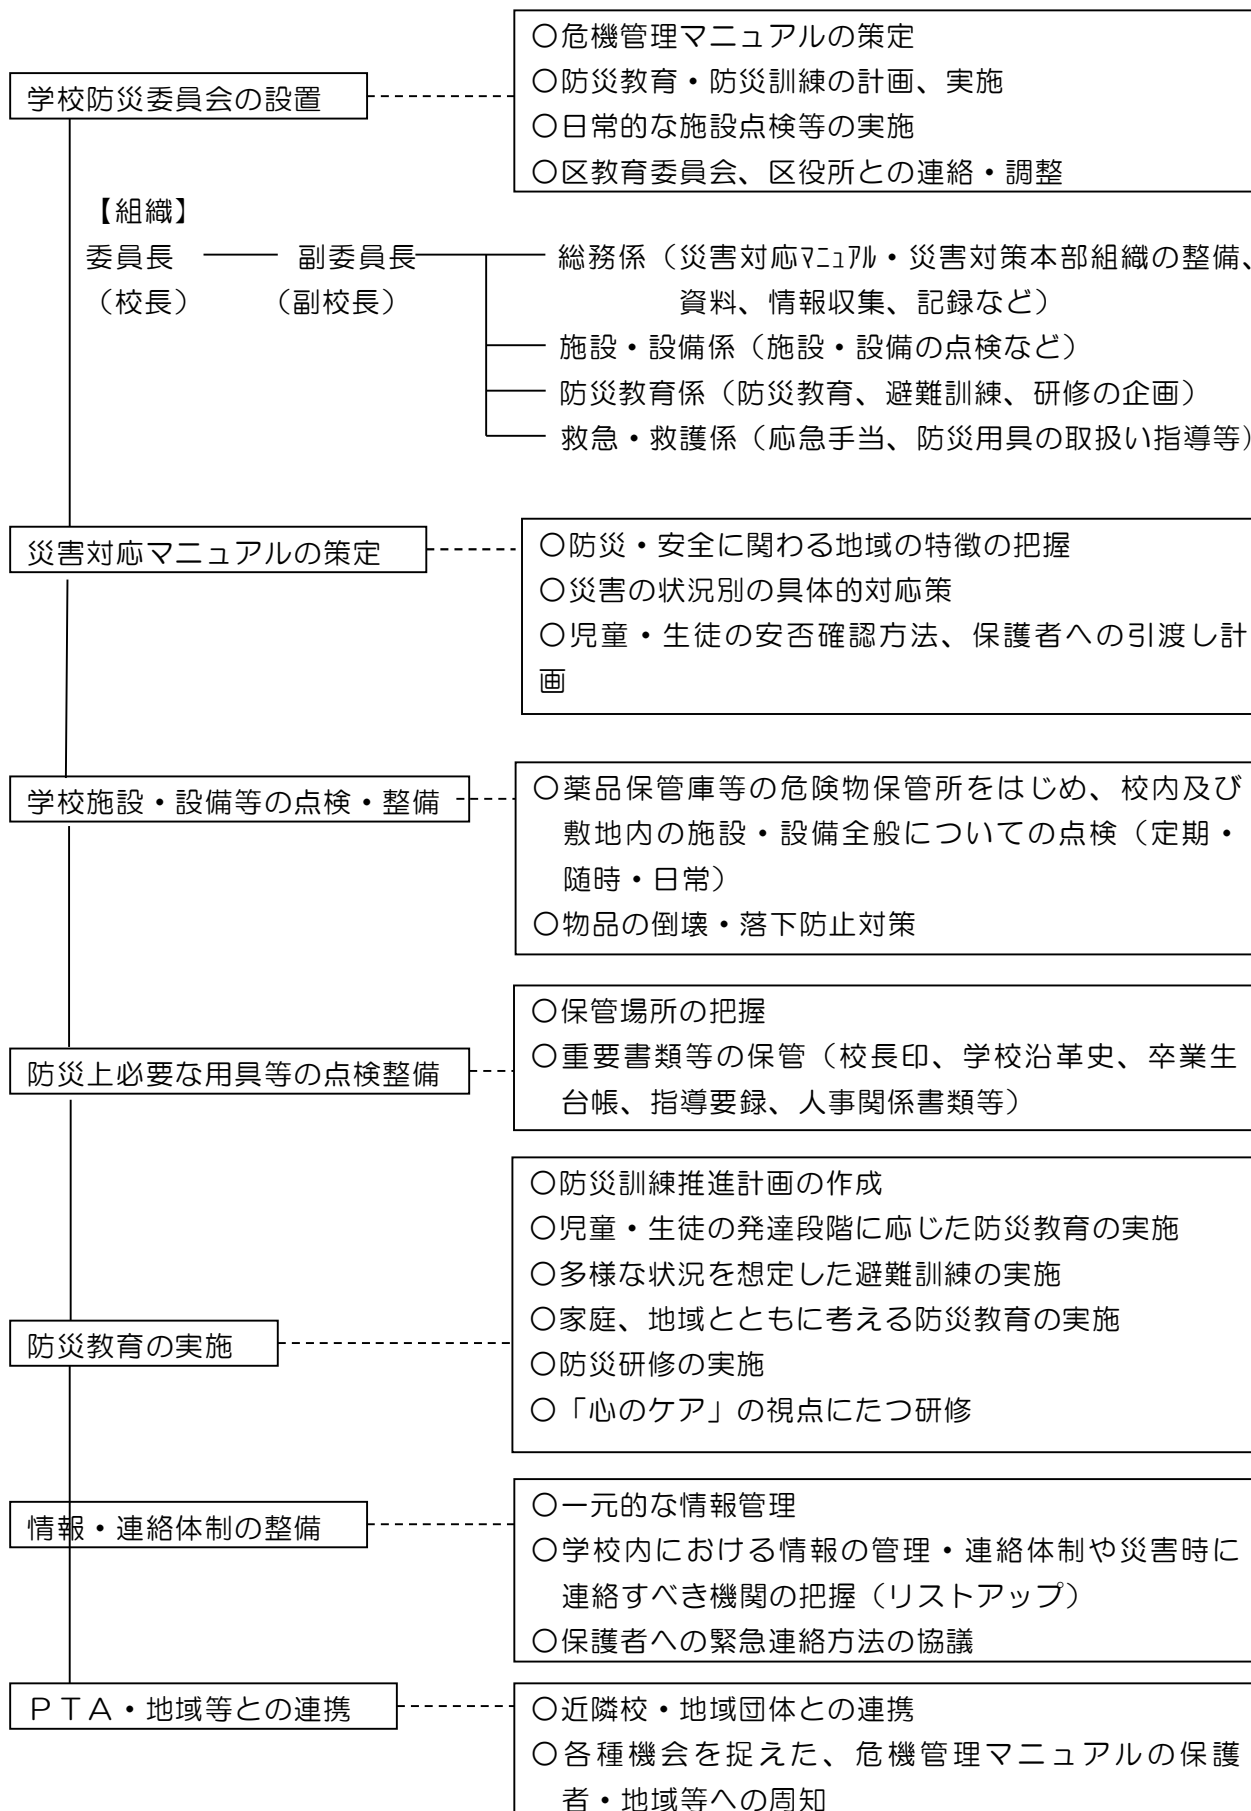 学校防災委員会の設置
〇危機管理マニュアルの策定
〇防災教育・防災訓練の計画、実施
〇日常的な施設点検等の実施
〇区教育委員会、区役所との連絡・調整
【組織】
委員長 副委員長 総務係（災害対応ﾏﾆｭｱﾙ・災害対策本部組織の整備、
（校長） （副校長） 資料、情報収集、記録など）
施設・設備係（施設・設備の点検など）
防災教育係（防災教育、避難訓練、研修の企画）
救急・救護係（応急手当、防災用具の取扱い指導等）
災害対応マニュアルの策定
〇防災・安全に関わる地域の特徴の把握
〇災害の状況別の具体的対応策
〇児童・生徒の安否確認方法、保護者への引渡し計
画
学校施設・設備等の点検・整備
〇薬品保管庫等の危険物保管所をはじめ、校内及び
敷地内の施設・設備全般についての点検（定期・
随時・日常）
〇物品の倒壊・落下防止対策
防災上必要な用具等の点検整備
〇保管場所の把握
〇重要書類等の保管（校長印、学校沿革史、卒業生
台帳、指導要録、人事関係書類等）
防災教育の実施
〇防災訓練推進計画の作成
〇児童・生徒の発達段階に応じた防災教育の実施
〇多様な状況を想定した避難訓練の実施
〇家庭、地域とともに考える防災教育の実施
〇防災研修の実施
〇「心のケア」の視点にたつ研修
情報・連絡体制の整備
〇一元的な情報管理
〇学校内における情報の管理・連絡体制や災害時に
連絡すべき機関の把握（リストアップ）
〇保護者への緊急連絡方法の協議
ＰＴＡ・地域等との連携
〇近隣校・地域団体との連携
〇各種機会を捉えた、危機管理マニュアルの保護
者・地域等への周知